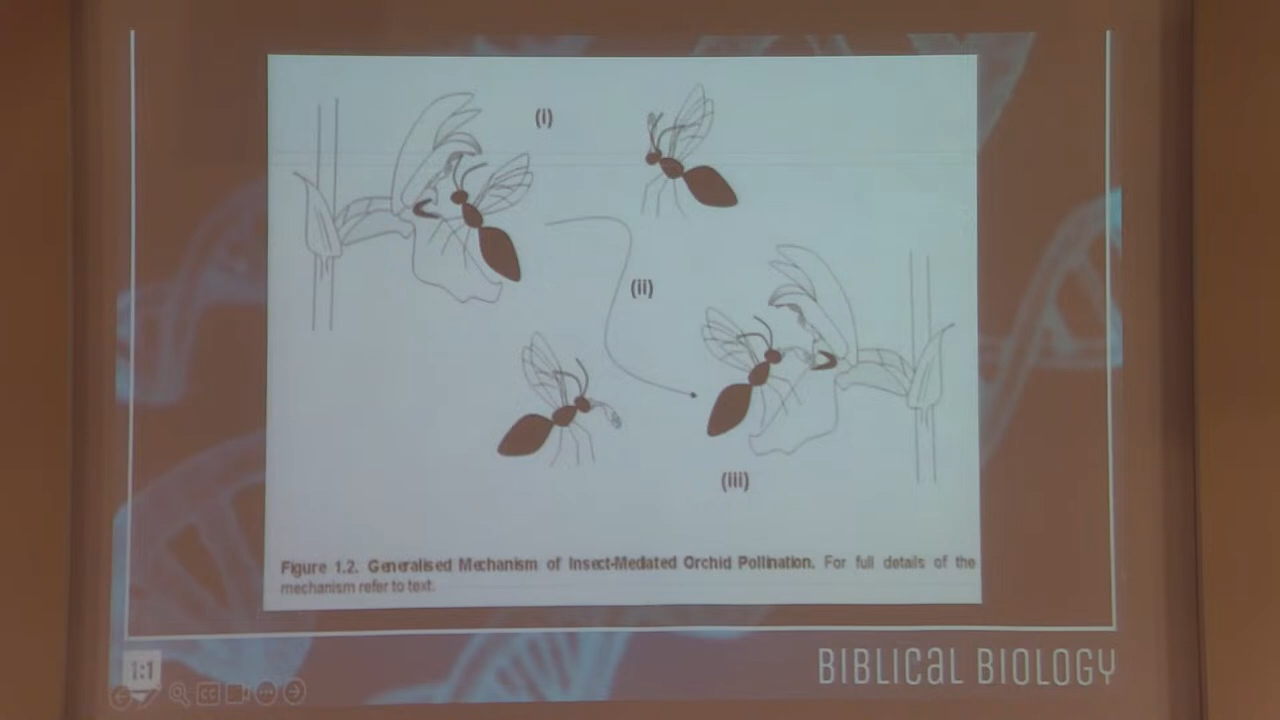 (i)
(ii)
(iii)
Figure 1.2. Generalised Mechanism of Insect-Mediated Orchid Pollination. For full details of the
mechanism refer to text.
1:1
BIBLICAL BIOLOGY
CC